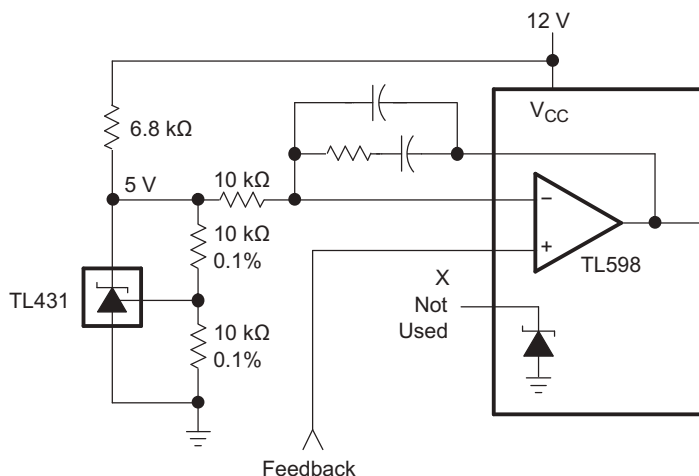 12 V
V_CC
6.8 kΩ
5 V
10 kΩ
10 kΩ
0.1%
TL431
10 kΩ
0.1%
−
+
TL598
X
Not
Used
Feedback